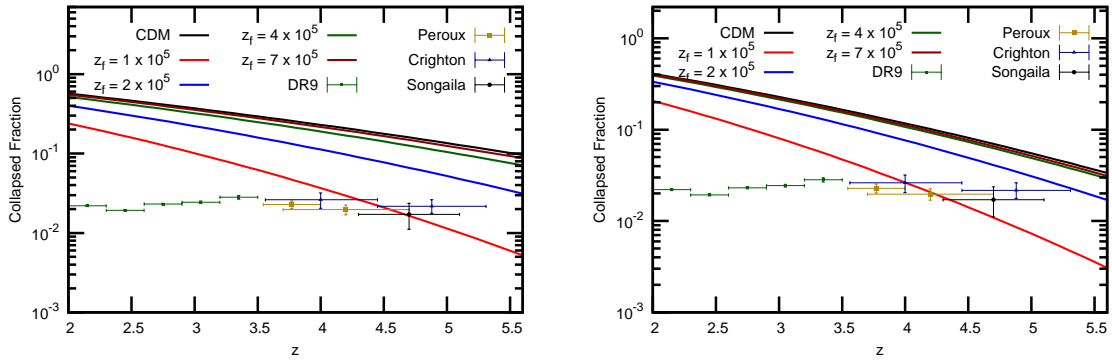 CDM
z_f = 1 x 10^5
z_f = 2 x 10^5
z_f = 4 x 10^5
z_f = 7 x 10^5
DR9
Peroux
Crighton
Songaila
Collapsed Fraction
10^0
10^-1
10^-2
10^-3
2 2.5 3 3.5 4 4.5 5 5.5
z
CDM
z_f = 1 x 10^5
z_f = 2 x 10^5
z_f = 4 x 10^5
z_f = 7 x 10^5
DR9
Peroux
Crighton
Songaila
Collapsed Fraction
10^2
10^1
10^0
10^-1
10^-2
10^-3
2 2.5 3 3.5 4 4.5 5 5.5
z